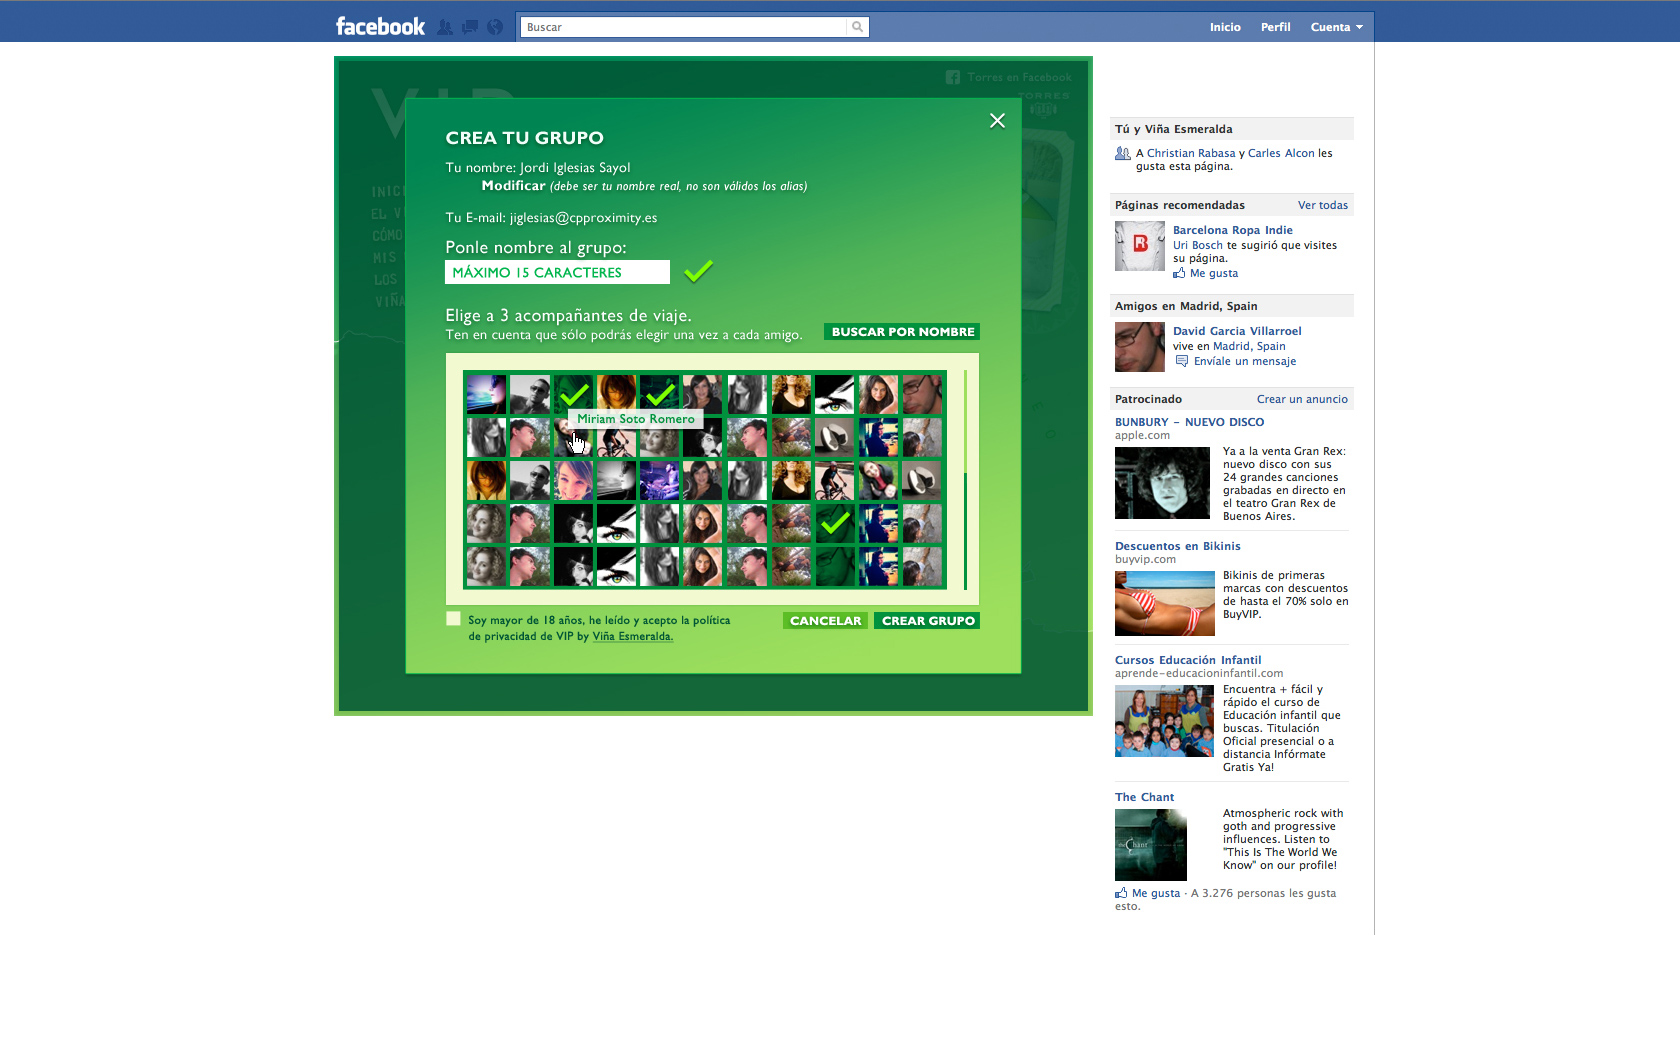 facebook
Buscar
Inicio Perfil Cuenta
Torres en Facebook
TORRES
VIP
CREA TU GRUPO
Tu nombre: Jordi Iglesias Sayol
Modificar (debe ser tu nombre real, no son válidos los alias)
Tu E-mail: jiglesias@cpproximity.es
Ponle nombre al grupo:
MÁXIMO 15 CARACTERES
Elige a 3 acompañantes de viaje.
Ten en cuenta que sólo podrás elegir una vez a cada amigo.
BUSCAR POR NOMBRE
Miriam Soto Romero
Soy mayor de 18 años, he leído y acepto la política
de privacidad de VIP by Viña Esmeralda.
CANCELAR
CREAR GRUPO
INIC
EL V
CÓMO
MIS
LOS
VIÑA
Tú y Viña Esmeralda
A Christian Rabasa y Carles Alcon les
gusta esta página.
Páginas recomendadas Ver todas
Barcelona Ropa Indie
Uri Bosch te sugirió que visites
su página.
Me gusta
Amigos en Madrid, Spain
David Garcia Villarroel
vive en Madrid, Spain
Envíale un mensaje
Patrocinado Crear un anuncio
BUNBURY - NUEVO DISCO
apple.com
Ya a la venta Gran Rex:
nuevo disco con sus
24 grandes canciones
grabadas en directo en
el teatro Gran Rex de
Buenos Aires.
Descuentos en Bikinis
buyvip.com
Bikinis de primeras
marcas con descuentos
de hasta el 70% solo en
BuyVIP.
Cursos Educación Infantil
aprende-educacioninfantil.com
Encuentra + fácil y
rápido el curso de
Educación infantil que
buscas. Titulación
Oficial presencial o a
distancia Infórmate
Gratis Ya!
The Chant
the Chant
Atmospheric rock with
goth and progressive
influences. Listen to
"This Is The World We
Know" on our profile!
Me gusta · A 3.276 personas les gusta
esto.